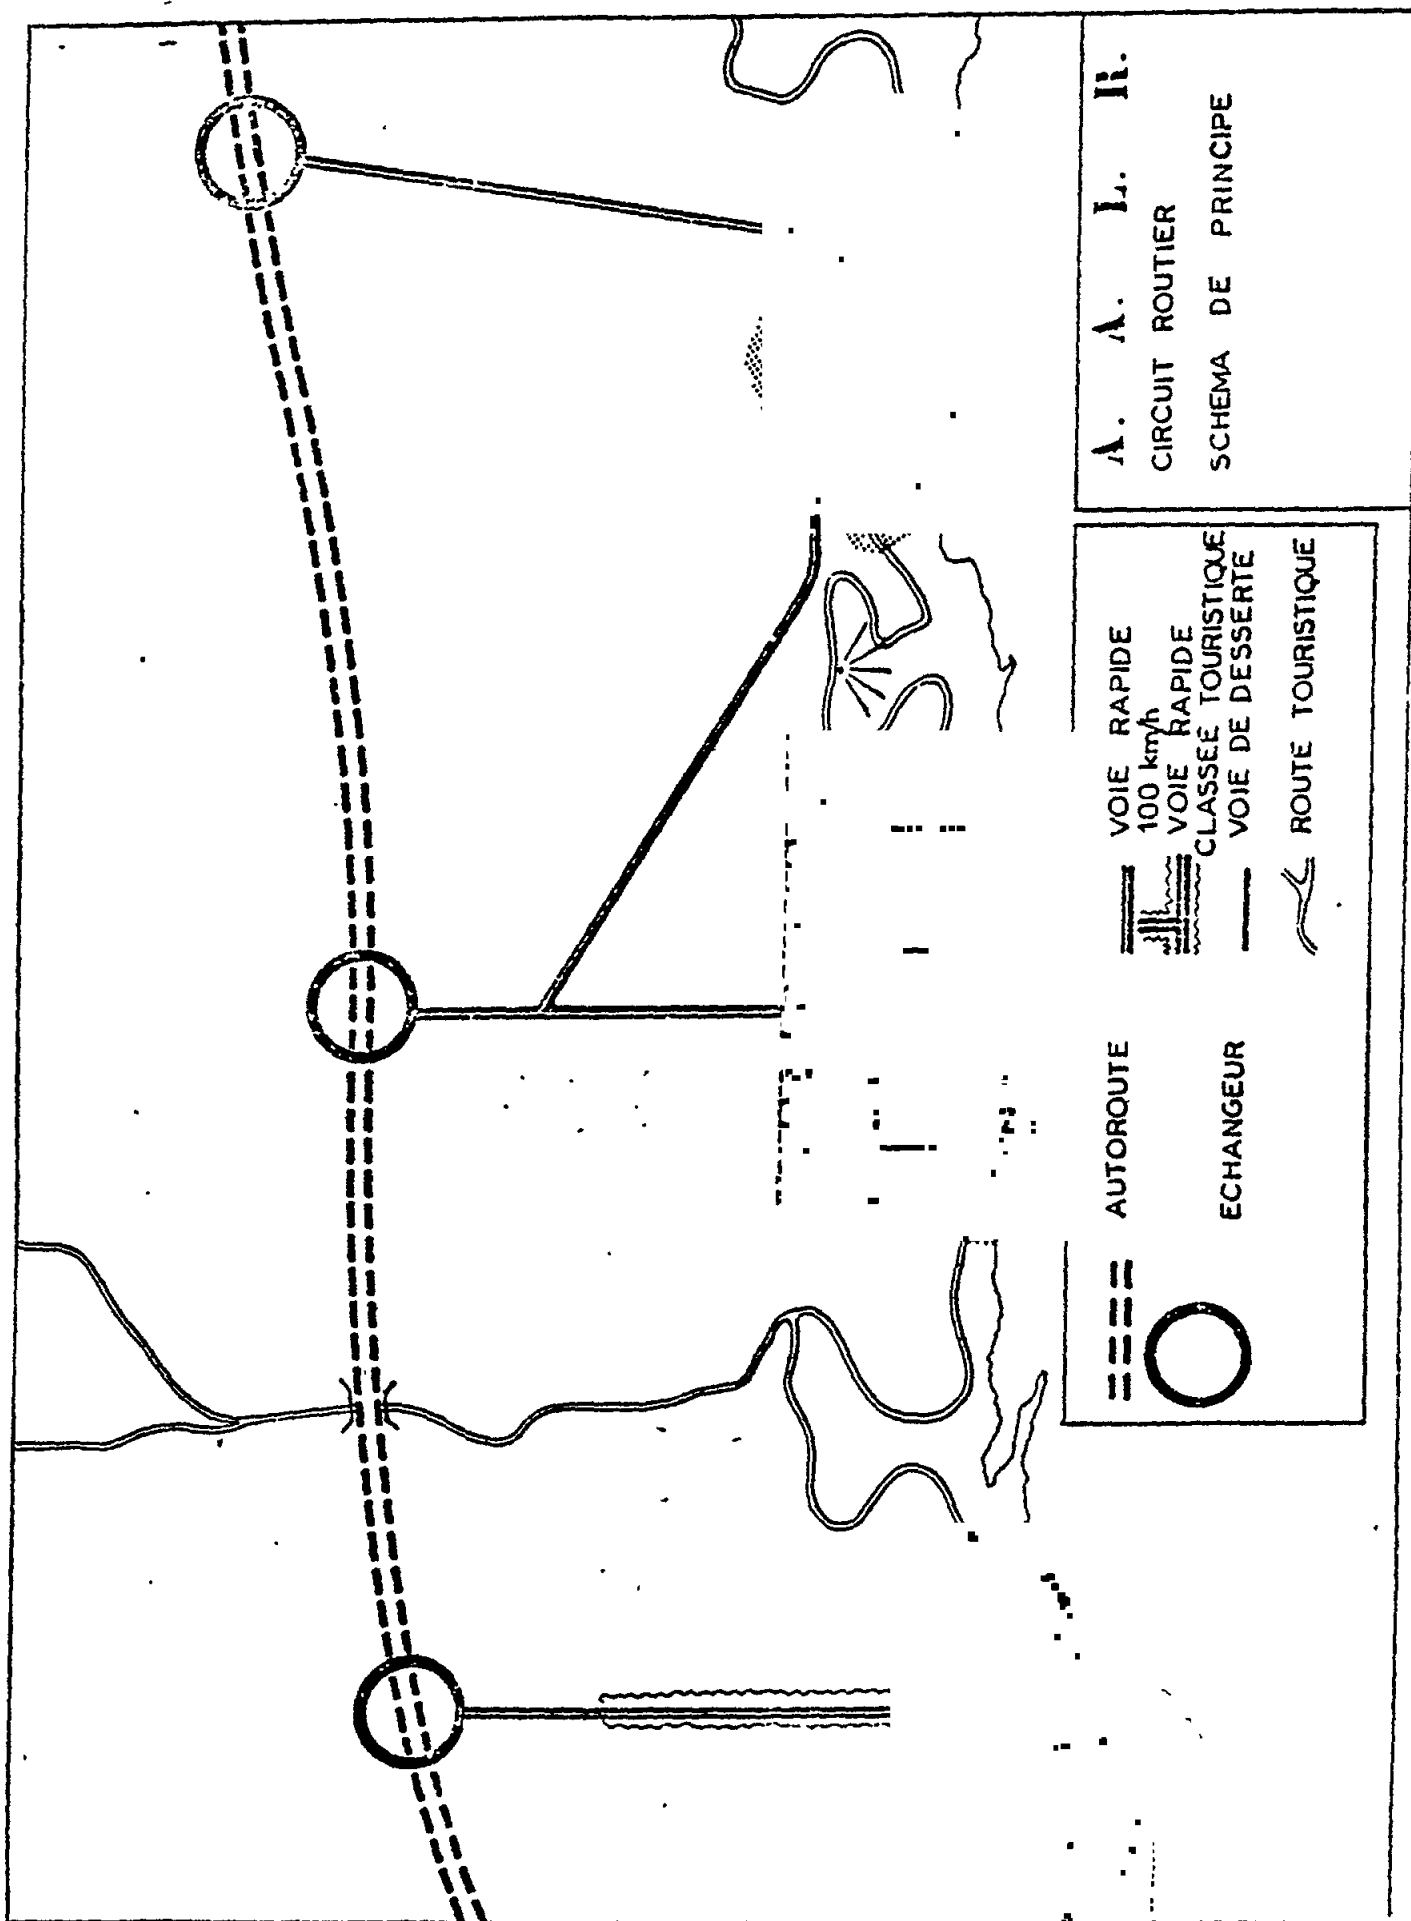 A. A. L. R.
CIRCUIT ROUTIER
SCHEMA DE PRINCIPE
AUTOROUTE
ECHANGEUR
VOIE RAPIDE
100 km/h
VOIE RAPIDE
CLASSEE TOURISTIQUE
VOIE DE DESSERTE
ROUTE TOURISTIQUE